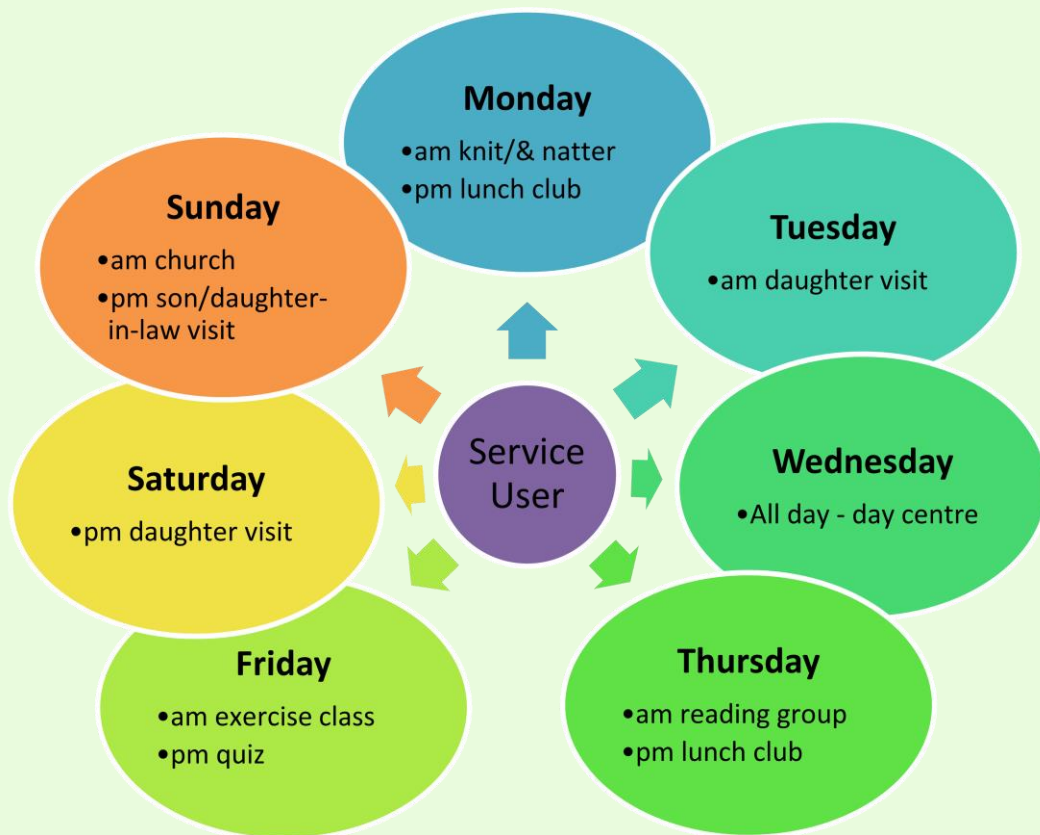 Monday
•am knit/& natter
•pm lunch club
Tuesday
•am daughter visit
Wednesday
•All day - day centre
Thursday
•am reading group
•pm lunch club
Friday
•am exercise class
•pm quiz
Saturday
•pm daughter visit
Sunday
•am church
•pm son/daughter-
in-law visit
Service
User